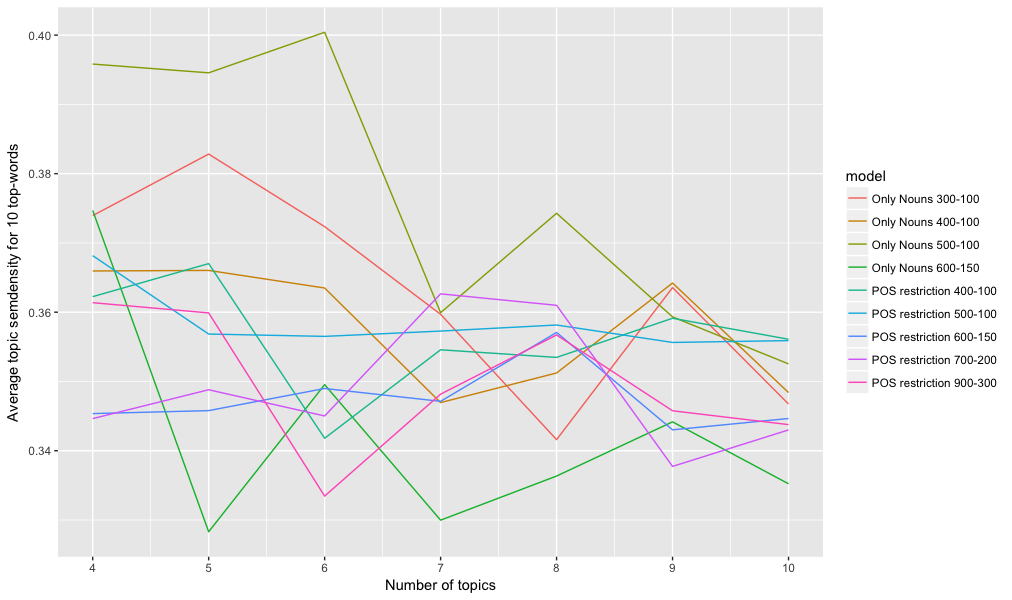 Average topic semdensity for 10 top-words
0.40
0.38
0.36
0.34
4 5 6 7 8 9 10
Number of topics
model
Only Nouns 300-100
Only Nouns 400-100
Only Nouns 500-100
Only Nouns 600-150
POS restriction 400-100
POS restriction 500-100
POS restriction 600-150
POS restriction 700-200
POS restriction 900-300